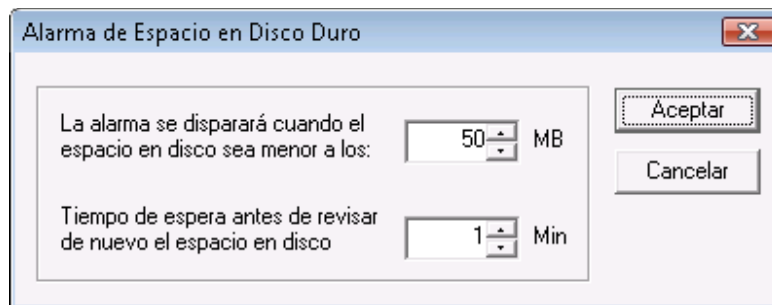 Alarma de Espacio en Disco Duro
La alarma se disparará cuando el
espacio en disco sea menor a los:
50
MB
Tiempo de espera antes de revisar
de nuevo el espacio en disco
1
Min
Aceptar
Cancelar